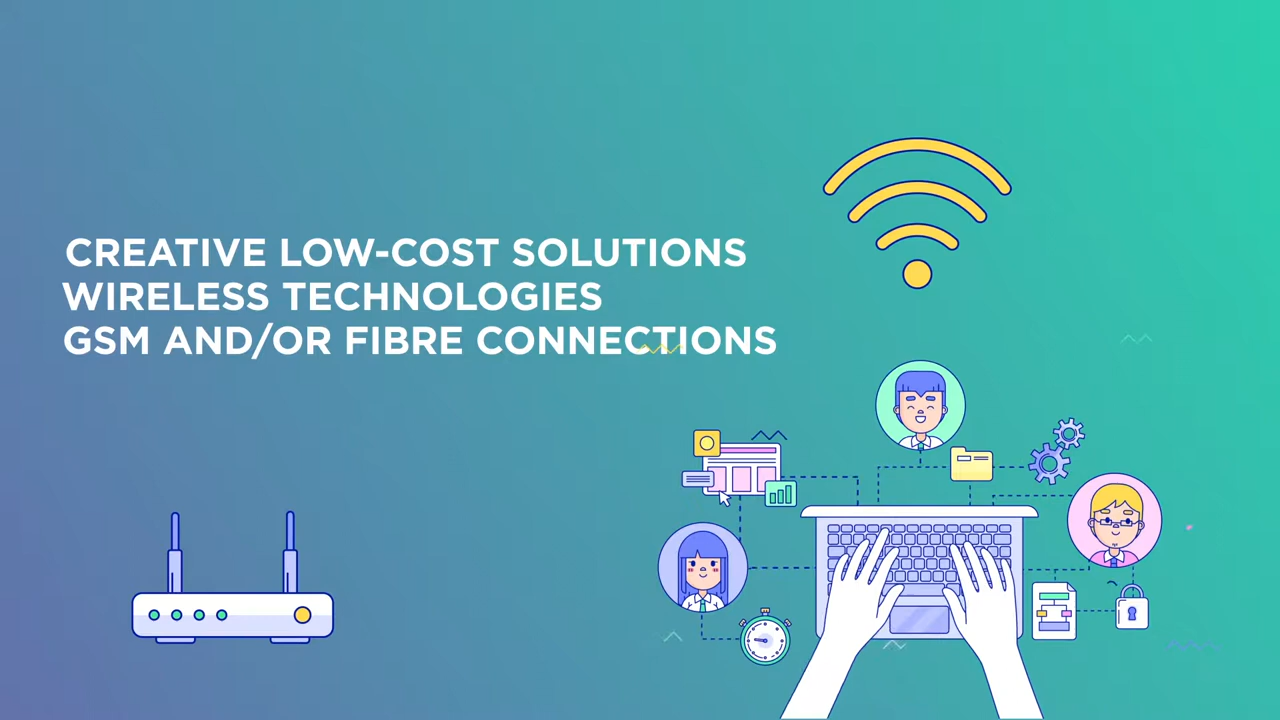 CREATIVE LOW-COST SOLUTIONS
WIRELESS TECHNOLOGIES
GSM AND/OR FIBRE CONNECTIONS